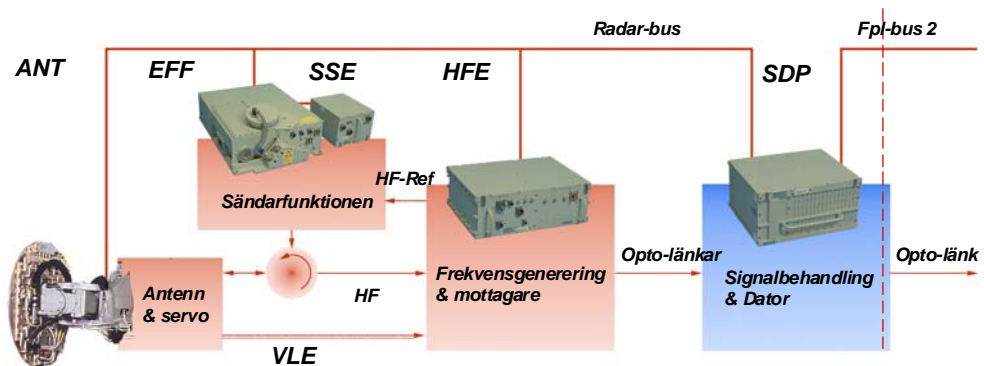 Radar-bus
Fpl-bus 2
ANT
EFF
SSE
HFE
SDP
HF-Ref
Sändarfunktionen
Opto-länkar
Opto-länk
Antenn
& servo
HF
Frekvensgenerering
& mottagare
Signalbehandling
& Dator
VLE